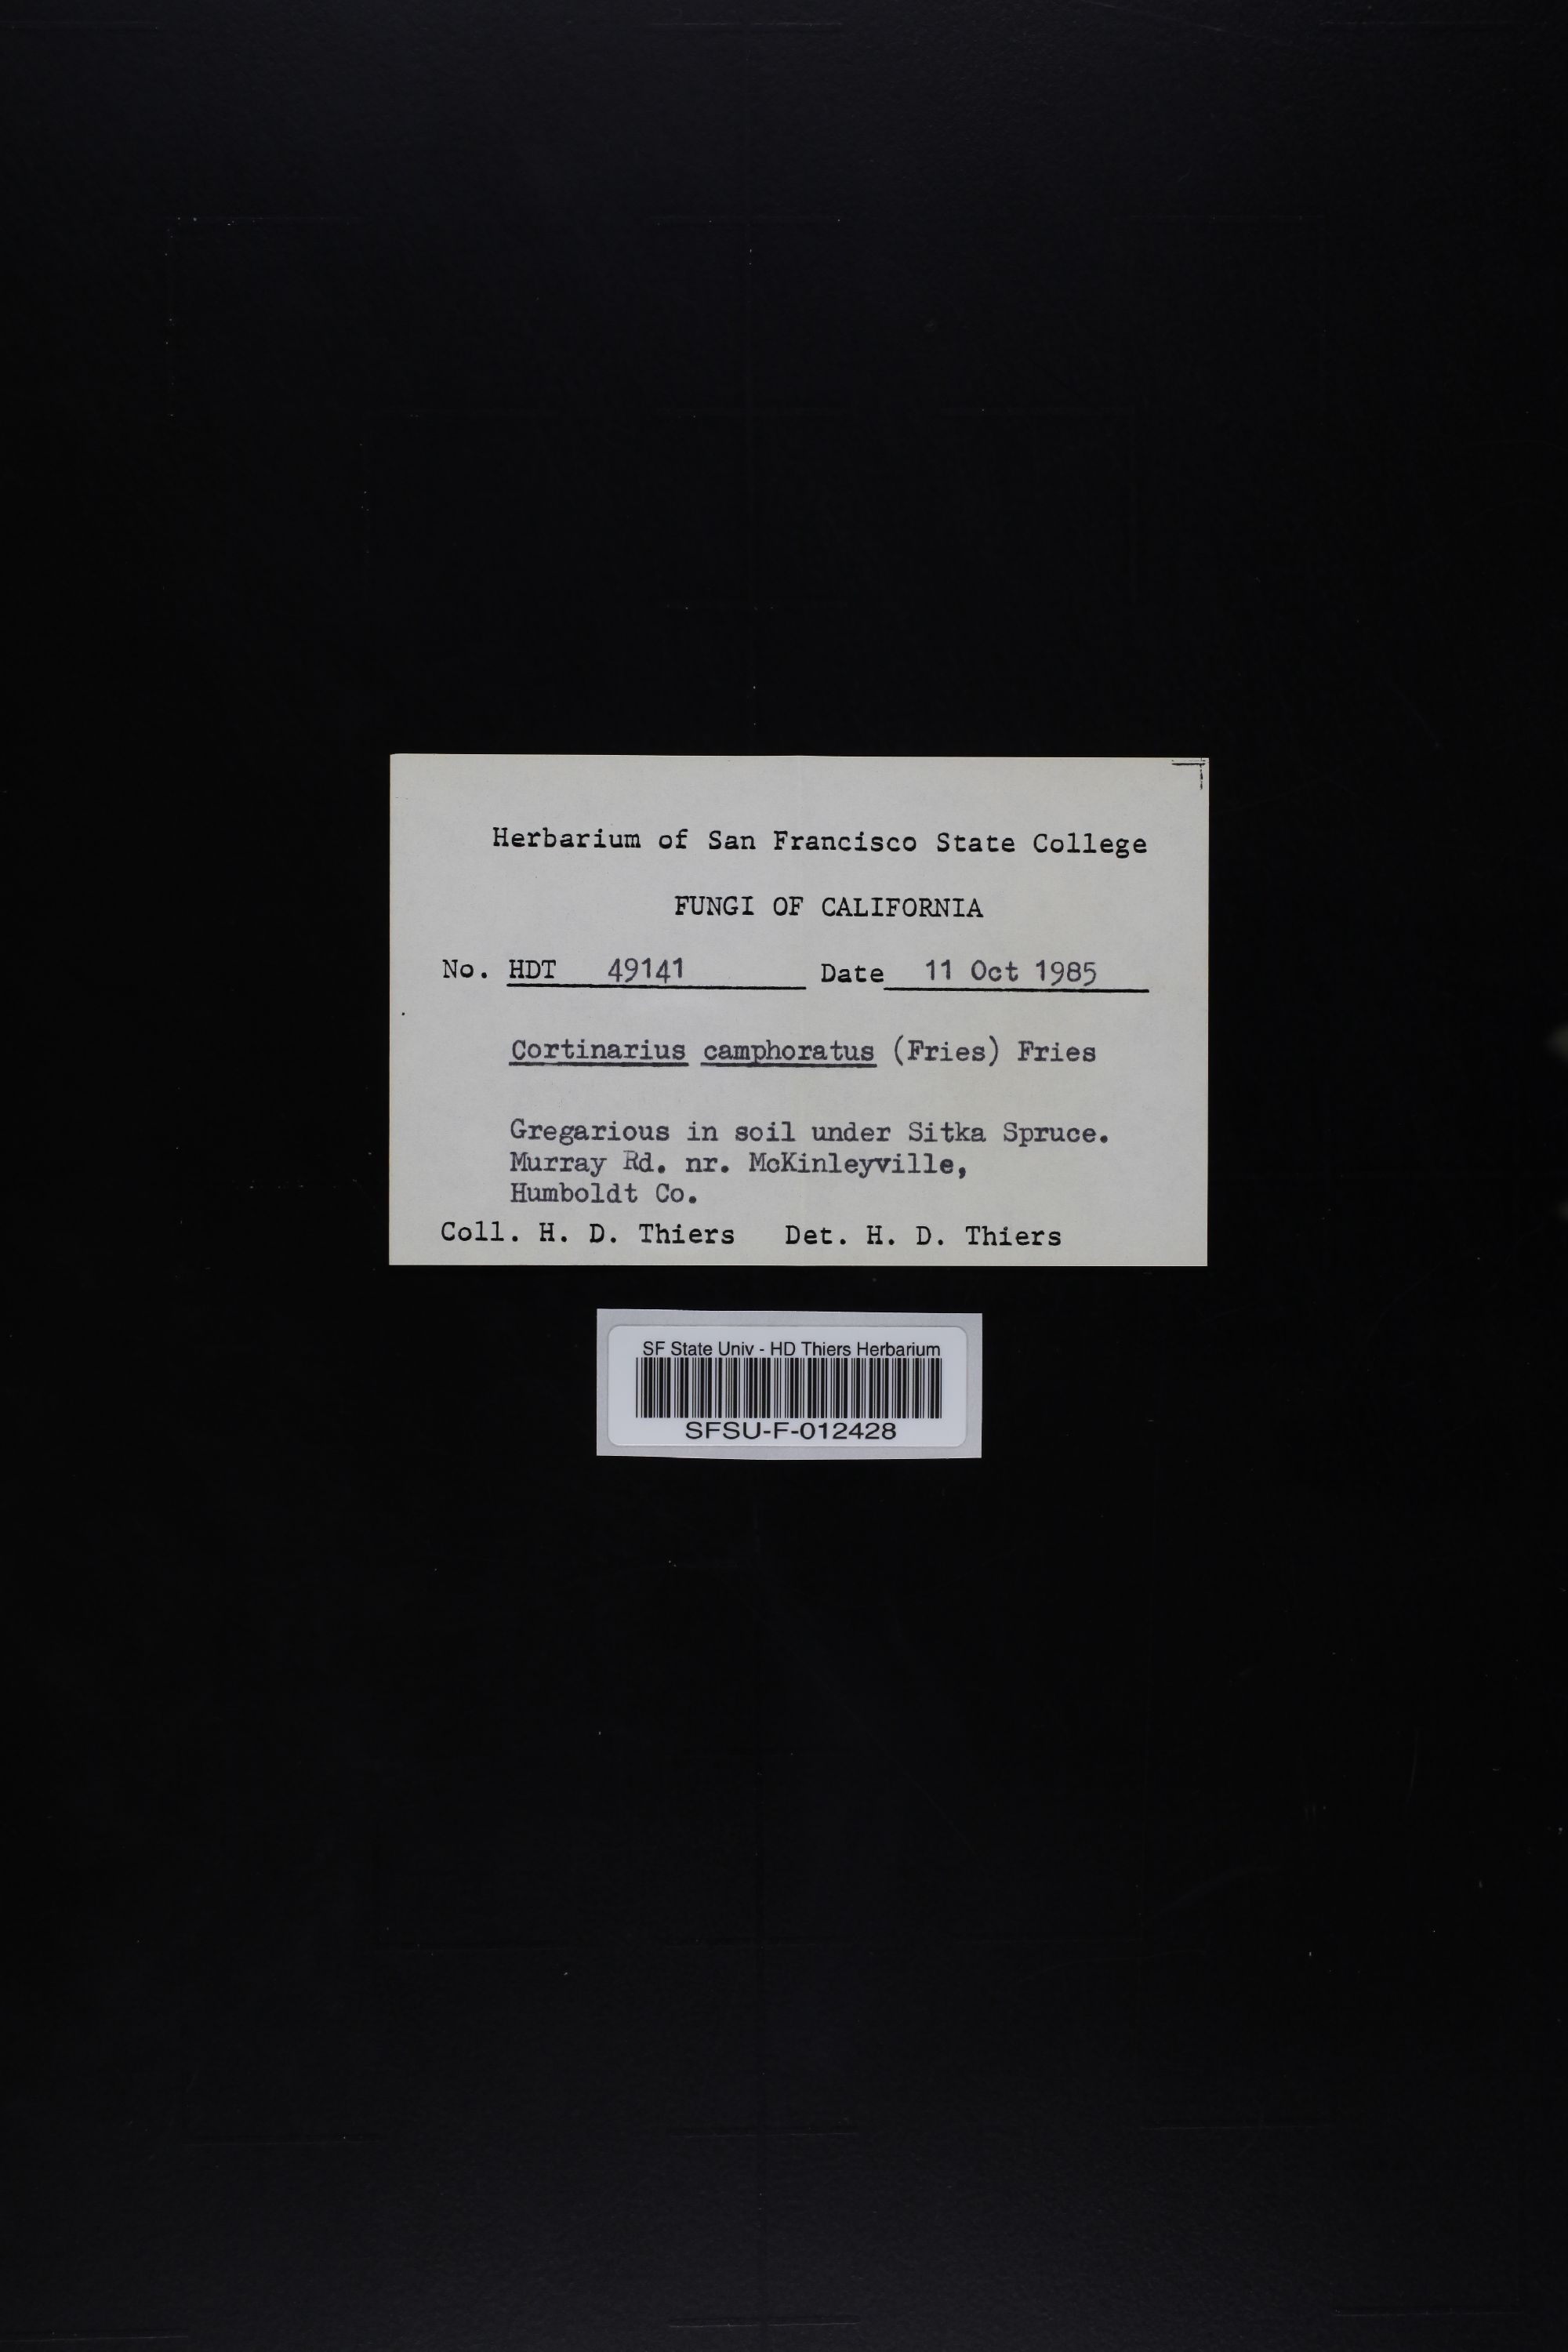 Herbarium of San Francisco State College
FUNGI OF CALIFORNIA
No. HDT 49141 Date 11 Oct 1985
Cortinarius camphoratus (Fries) Fries
Gregarious in soil under Sitka Spruce.
Murray Rd. nr. McKinleyville,
Humboldt Co.
Coll. H. D. Thiers Det. H. D. Thiers
SF State Univ - HD Thiers Herbarium
SFSU-F-012428